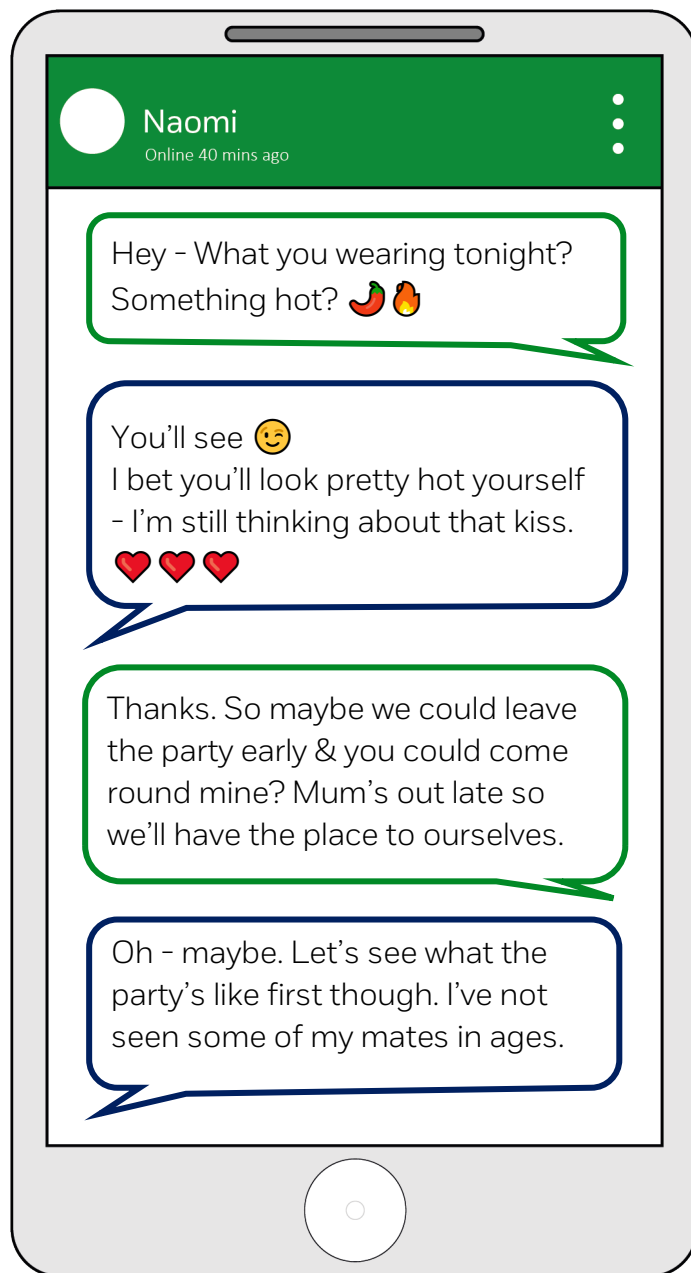 Naomi
Online 40 mins ago
Hey - What you wearing tonight?
Something hot? 🌶️🔥
You'll see 😉
I bet you'll look pretty hot yourself
- I'm still thinking about that kiss.
❤️❤️❤️
Thanks. So maybe we could leave
the party early & you could come
round mine? Mum's out late so
we'll have the place to ourselves.
Oh - maybe. Let's see what the
party's like first though. I've not
seen some of my mates in ages.